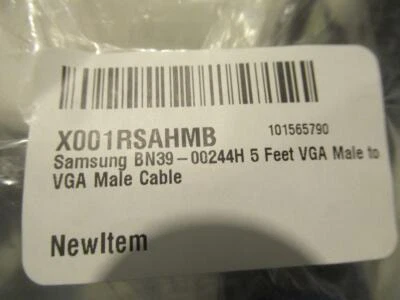 X001RSAHMB 101565790
Samsung BN39-00244H 5 Feet VGA Male to
VGA Male Cable
NewItem